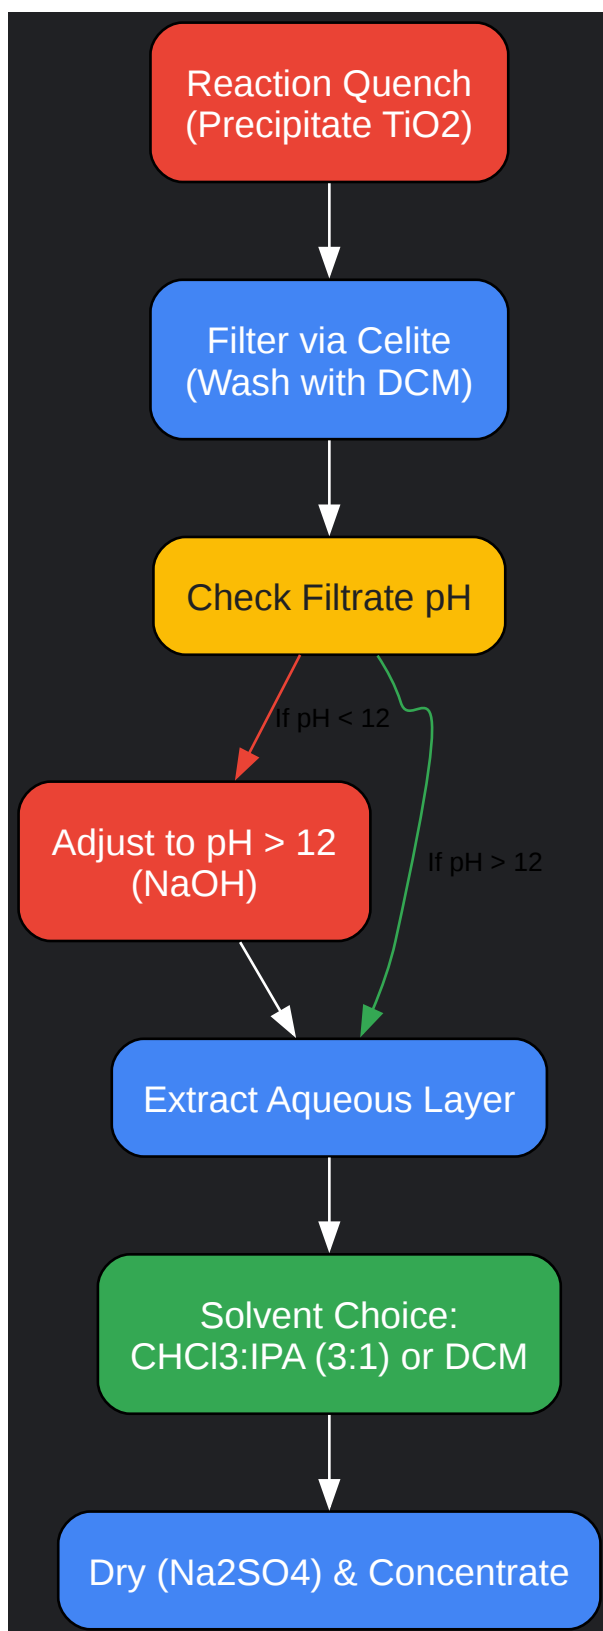 Reaction Quench
(Precipitate TiO2)
Filter via Celite
(Wash with DCM)
Check Filtrate pH
If pH < 12
Adjust to pH > 12
(NaOH)
If pH > 12
Extract Aqueous Layer
Solvent Choice:
CHCl3:IPA (3:1) or DCM
Dry (Na2SO4) & Concentrate